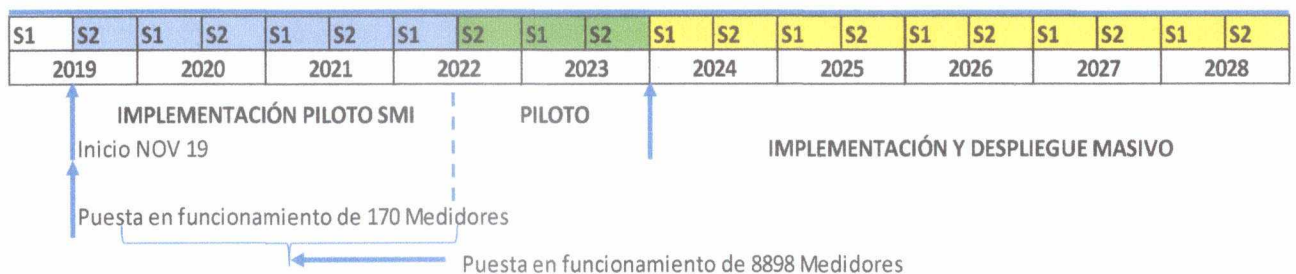 S1 S2 S1 S2 S1 S2 S1 S2 S1 S2 S1 S2 S1 S2 S1 S2 S1 S2 S1 S2
2019 2020 2021 2022 2023 2024 2025 2026 2027 2028
IMPLEMENTACIÓN PILOTO SMI PILOTO
Inicio NOV 19 IMPLEMENTACIÓN Y DESPLIEGUE MASIVO
Puesta en funcionamiento de 170 Medidores
Puesta en funcionamiento de 8898 Medidores